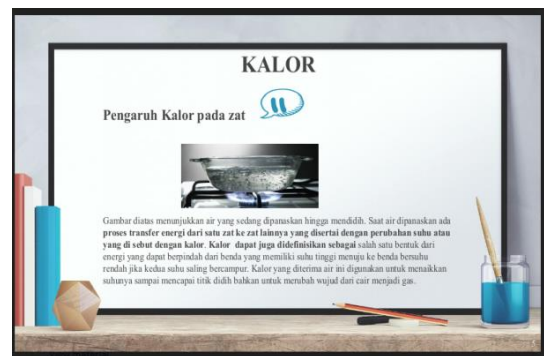 KALOR
Pengaruh Kalor pada zat
Gambar diatas menunjukkan air yang sedang dipanaskan hingga mendidih. Saat air dipanaskan ada
proses transfer energi dari satu zat ke zat lainnya yang disertai dengan perubahan suhu atau
yang di sebut dengan kalor. Kalor dapat juga didefinisikan sebagai salah satu bentuk dari
energi yang dapat berpindah dari benda yang memiliki suhu tinggi menuju ke benda bersuhu
rendah jika kedua suhu saling bercampur. Kalor yang diterima air ini digunakan untuk menaikkan
suhunya sampai mencapai titik didih bahkan untuk merubah wujud dari cair menjadi gas.